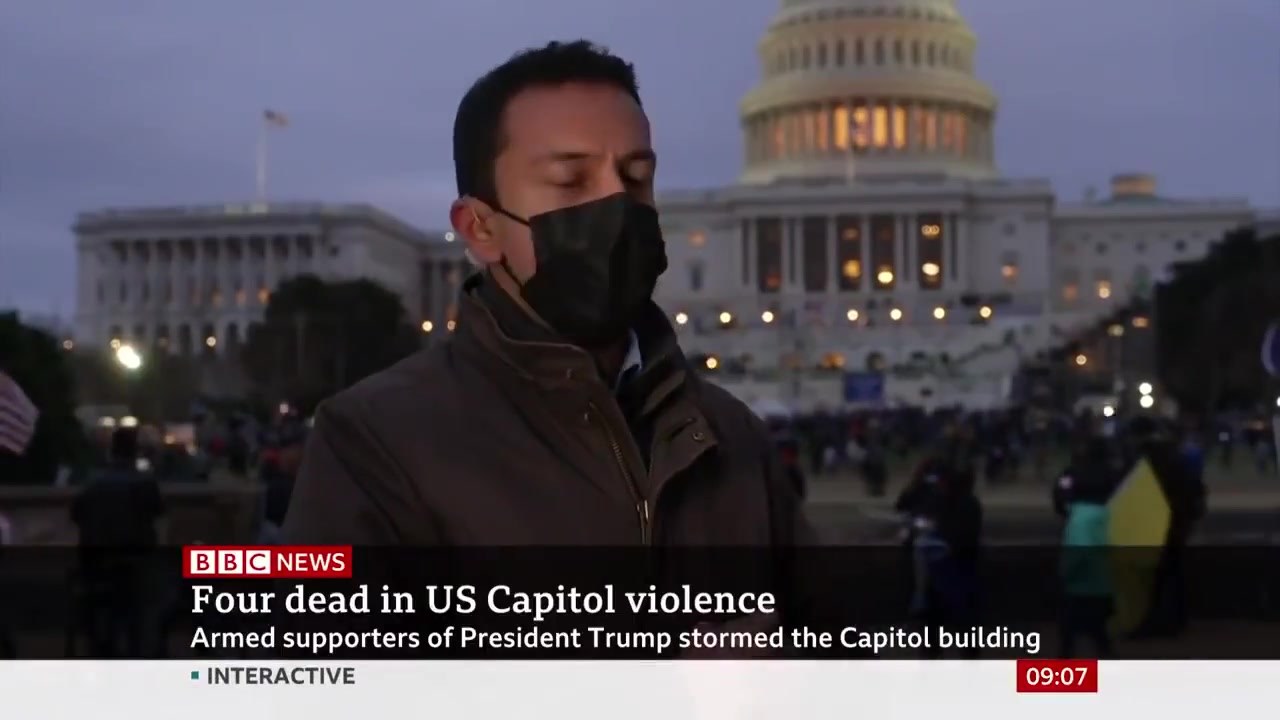 BBC NEWS
Four dead in US Capitol violence
Armed supporters of President Trump stormed the Capitol building
INTERACTIVE
09:07